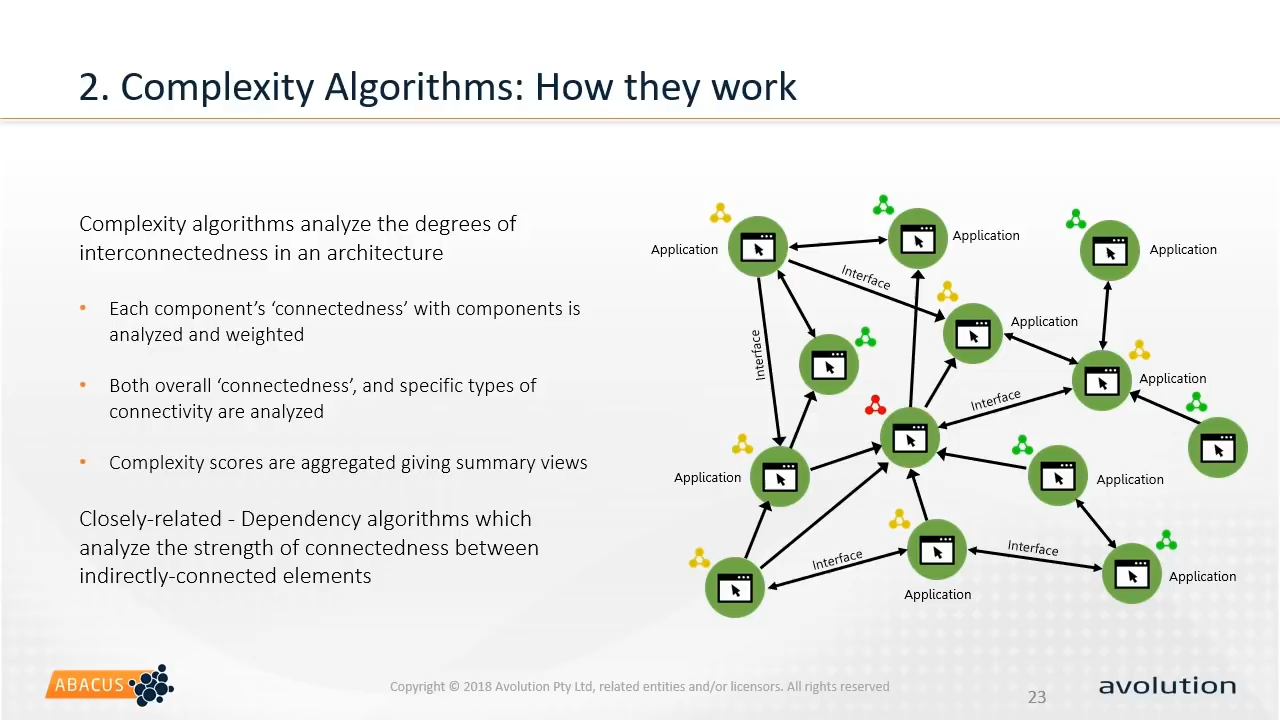 2. Complexity Algorithms: How they work
Complexity algorithms analyze the degrees of
interconnectedness in an architecture
• Each component’s ‘connectedness’ with components is
analyzed and weighted
• Both overall ‘connectedness’, and specific types of
connectivity are analyzed
• Complexity scores are aggregated giving summary views
Closely-related - Dependency algorithms which
analyze the strength of connectedness between
indirectly-connected elements
Application
Application
Application
Interface
Application
Interface
Application
Interface
Application
Application
Interface
Interface
Application
Application
ABACUS
Copyright © 2018 Avolution Pty Ltd, related entities and/or licensors. All rights reserved
23
avolution